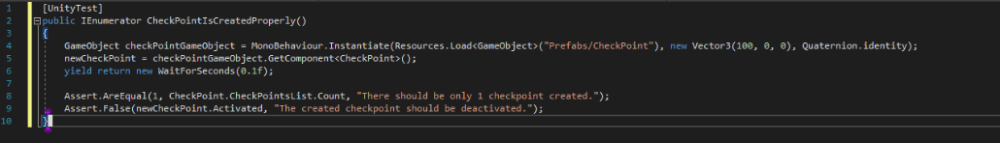 1 [UnityTest]
2 public IEnumerator CheckPointIsCreatedProperly()
3 {
4 GameObject checkPointGameObject = MonoBehaviour.Instantiate(Resources.Load<GameObject>("Prefabs/CheckPoint"), new Vector3(100, 0, 0), Quaternion.identity);
5 newCheckPoint = checkPointGameObject.GetComponent<CheckPoint>();
6 yield return new WaitForSeconds(0.1f);
7
8 Assert.AreEqual(1, CheckPoint.CheckPointsList.Count, "There should be only 1 checkpoint created.");
9 Assert.False(newCheckPoint.Activated, "The created checkpoint should be deactivated.");
10 }